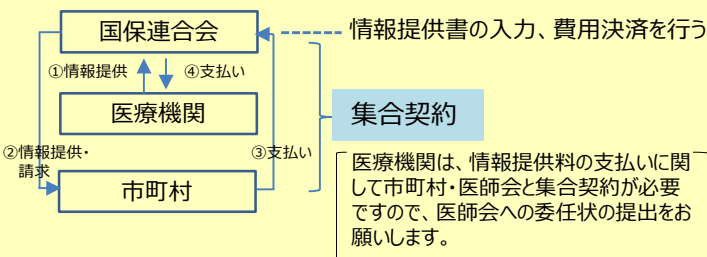 国保連合会
情報提供書の入力、費用決済を行う
①情報提供
④支払い
医療機関
集合契約
②情報提供・
請求
③支払い
市町村
医療機関は、情報提供料の支払いに関
して市町村・医師会と集合契約が必要
ですので、医師会への委任状の提出をお
願いします。